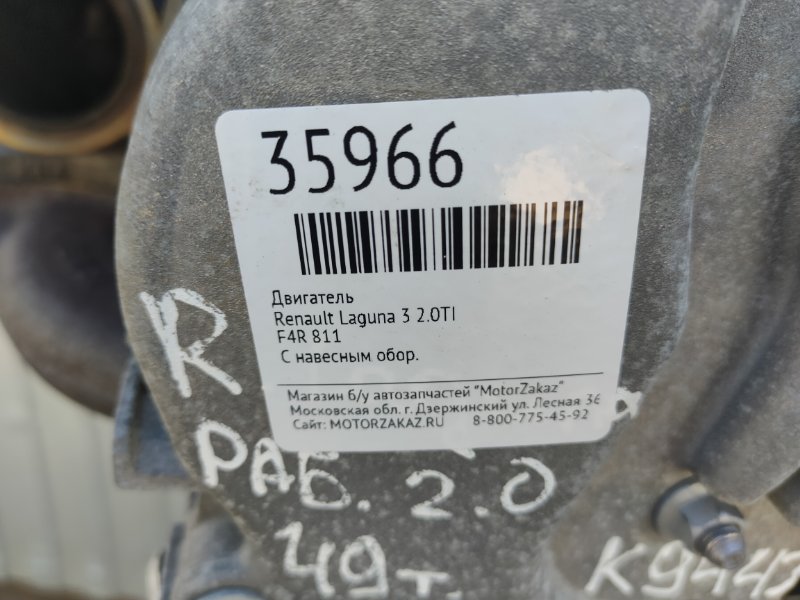 35966
Двигатель
Renault Laguna 3 2.0TI
F4R 811
С навесным обор.
Магазин б/у автозапчастей "MotorZakaz"
Московская обл. г. Дзержинский ул. Лесная 36
Сайт: MOTORZAKAZ.RU 8-800-775-45-92
R
РАБ. 2.0
49т.
К9443